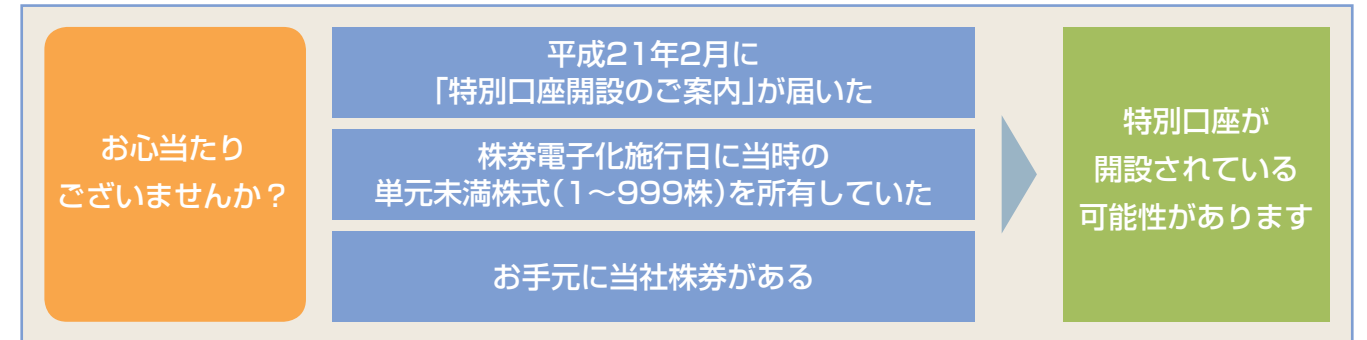 お心当たり
ございませんか？
平成21年2月に
「特別口座開設のご案内」が届いた
株券電子化施行日に当時の
単元未満株式（1～999株）を所有していた
お手元に当社株券がある
特別口座が
開設されている
可能性があります